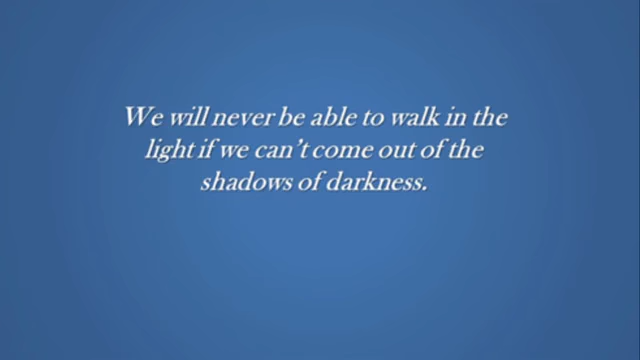 We will never be able to walk in the
light if we can't come out of the
shadows of darkness.